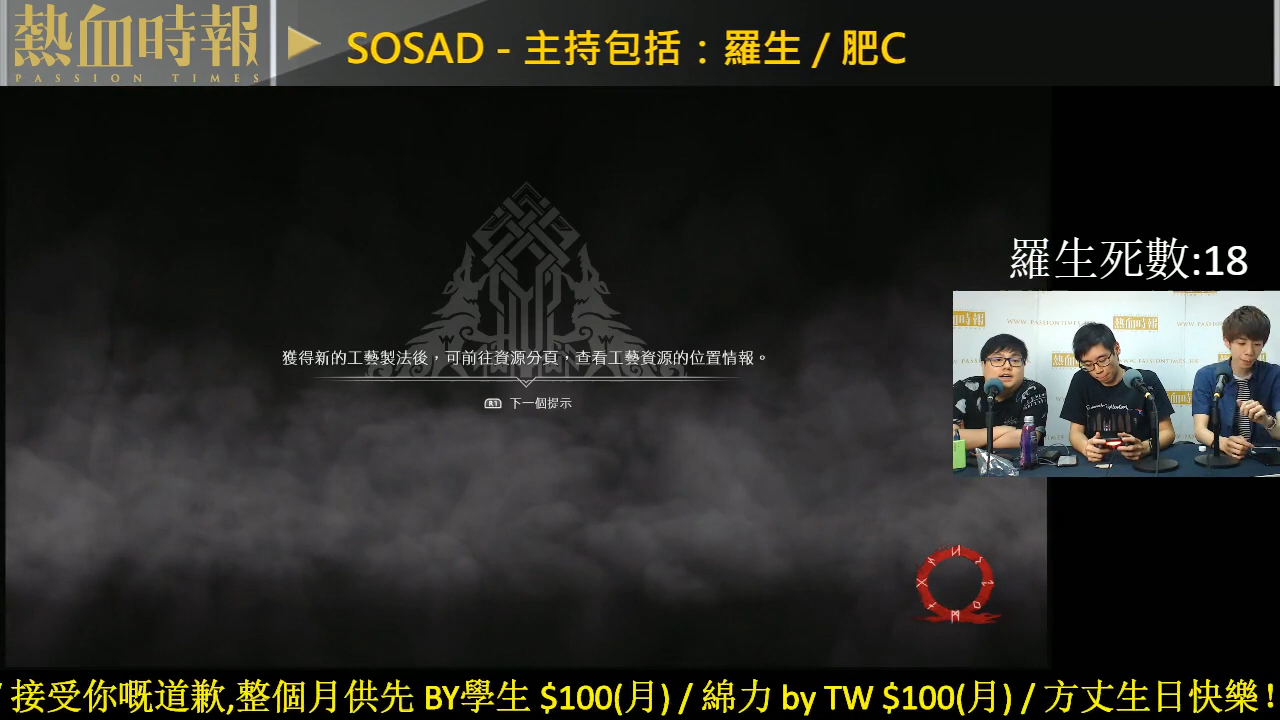 熱血時報
PASSION TIMES
SOSAD - 主持包括：羅生 / 肥C
羅生死數:18
獲得新的工藝製法後，可前往資源分頁，查看工藝資源的位置情報。
R1 下一個提示
/ 接受你嘅道歉,整個月供先 BY學生 $100(月) / 綿力 by TW $100(月) / 方丈生日快樂!